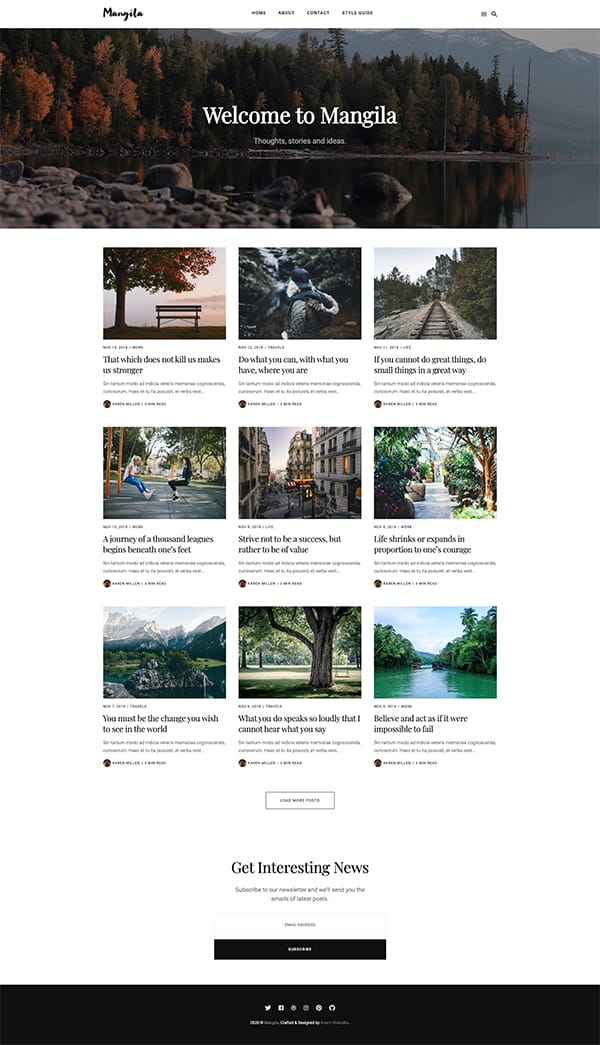 Mangila
HOME ABOUT CONTACT STYLE GUIDE
Welcome to Mangila
Thoughts, stories and ideas.
NOV 13, 2019 | WORK
That which does not kill us makes
us stronger
Sin tantum modo ad indicia veteris memoriae cognoscenda,
curiosorum. Haec et tu ita posuisti, et verba vest...
KAREN MILLEN | 2 MIN READ
NOV 12, 2019 | TRAVELS
Do what you can, with what you
have, where you are
Sin tantum modo ad indicia veteris memoriae cognoscenda,
curiosorum. Haec et tu ita posuisti, et verba vest...
KAREN MILLEN | 2 MIN READ
NOV 11, 2019 | LIFE
If you cannot do great things, do
small things in a great way
Sin tantum modo ad indicia veteris memoriae cognoscenda,
curiosorum. Haec et tu ita posuisti, et verba vest...
KAREN MILLEN | 3 MIN READ
NOV 10, 2019 | WORK
A journey of a thousand leagues
begins beneath one's feet
Sin tantum modo ad indicia veteris memoriae cognoscenda,
curiosorum. Haec et tu ita posuisti, et verba vest...
KAREN MILLEN | 3 MIN READ
NOV 9, 2019 | LIFE
Strive not to be a success, but
rather to be of value
Sin tantum modo ad indicia veteris memoriae cognoscenda,
curiosorum. Haec et tu ita posuisti, et verba vest...
KAREN MILLEN | 3 MIN READ
NOV 8, 2019 | WORK
Life shrinks or expands in
proportion to one's courage
Sin tantum modo ad indicia veteris memoriae cognoscenda,
curiosorum. Haec et tu ita posuisti, et verba vest...
KAREN MILLEN | 3 MIN READ
NOV 7, 2019 | TRAVELS
You must be the change you wish
to see in the world
Sin tantum modo ad indicia veteris memoriae cognoscenda,
curiosorum. Haec et tu ita posuisti, et verba vest...
KAREN MILLEN | 3 MIN READ
NOV 6, 2019 | TRAVELS
What you do speaks so loudly that I
cannot hear what you say
Sin tantum modo ad indicia veteris memoriae cognoscenda,
curiosorum. Haec et tu ita posuisti, et verba vest...
KAREN MILLEN | 3 MIN READ
NOV 5, 2019 | WORK
Believe and act as if it were
impossible to fail
Sin tantum modo ad indicia veteris memoriae cognoscenda,
curiosorum. Haec et tu ita posuisti, et verba vest...
KAREN MILLEN | 3 MIN READ
LOAD MORE POSTS
Get Interesting News
Subscribe to our newsletter and we'll send you the
emails of latest posts.
EMAIL ADDRESS
SUBSCRIBE
2020 © Mangila. Crafted & Designed by Artem Sheludko.